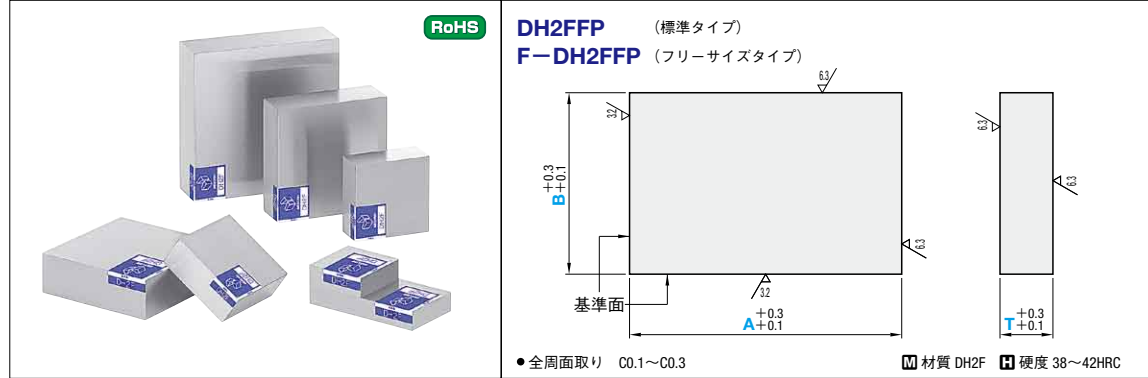 RoHS
DH2FFP （標準タイプ）
F－DH2FFP （フリーサイズタイプ）
6.3
3.2
6.3
B +0.3 +0.1
6.3
6.3
基準面
3.2
A +0.3 +0.1
T +0.3 +0.1
● 全周面取り C0.1～C0.3
M 材質 DH2F H 硬度 38～42HRC